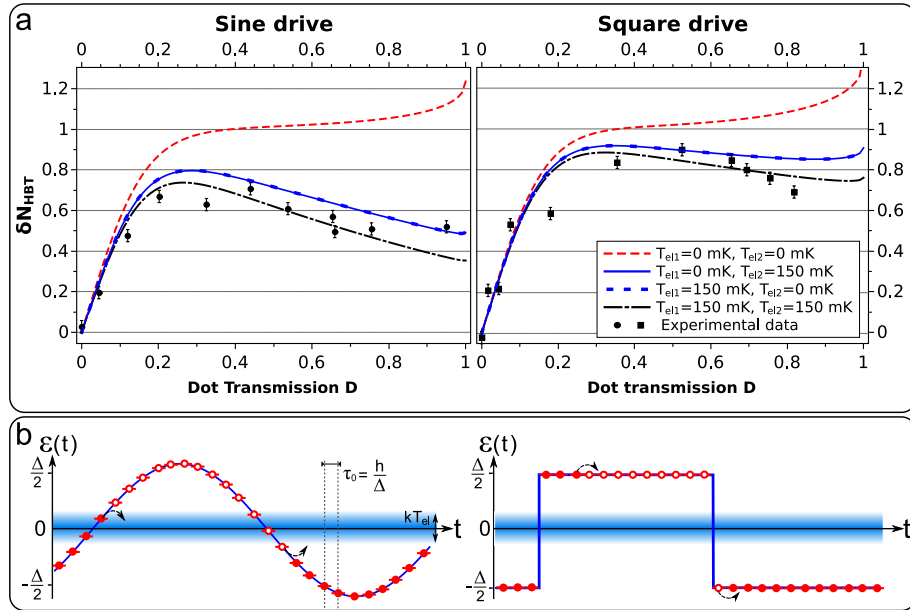 a
Sine drive
Square drive
0 0.2 0.4 0.6 0.8 1
0 0.2 0.4 0.6 0.8 1
1.2
1
0.8
0.6
0.4
0.2
0
δN_HBT
1.2
1
0.8
0.6
0.4
0.2
0
T_el1=0 mK, T_el2=0 mK
T_el1=0 mK, T_el2=150 mK
T_el1=150 mK, T_el2=0 mK
T_el1=150 mK, T_el2=150 mK
Experimental data
0 0.2 0.4 0.6 0.8 1
0 0.2 0.4 0.6 0.8 1
Dot Transmission D
Dot transmission D
b
ε(t)
Δ/2
0
-Δ/2
τ₀= h/Δ
kT_el
t
ε(t)
Δ/2
0
-Δ/2
t